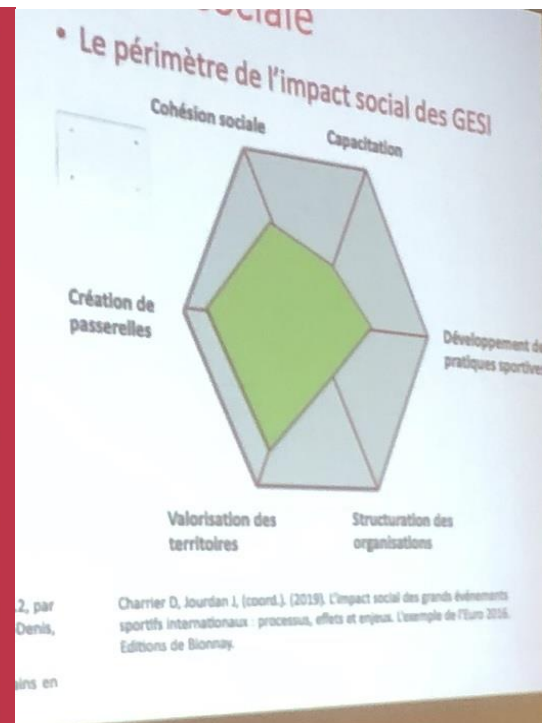 • Le périmètre de l'impact social des GESI
Cohésion sociale
Capacitation
Création de
passerelles
Développement de
pratiques sportives
Valorisation des
territoires
Structuration des
organisations
2, par
Denis,
ains en
Charrier D, Jourdan J, (coord.). (2019). L'impact social des grands événements
sportifs internationaux : processus, effets et enjeux. L'exemple de l'Euro 2016.
Editions de Bionnay.